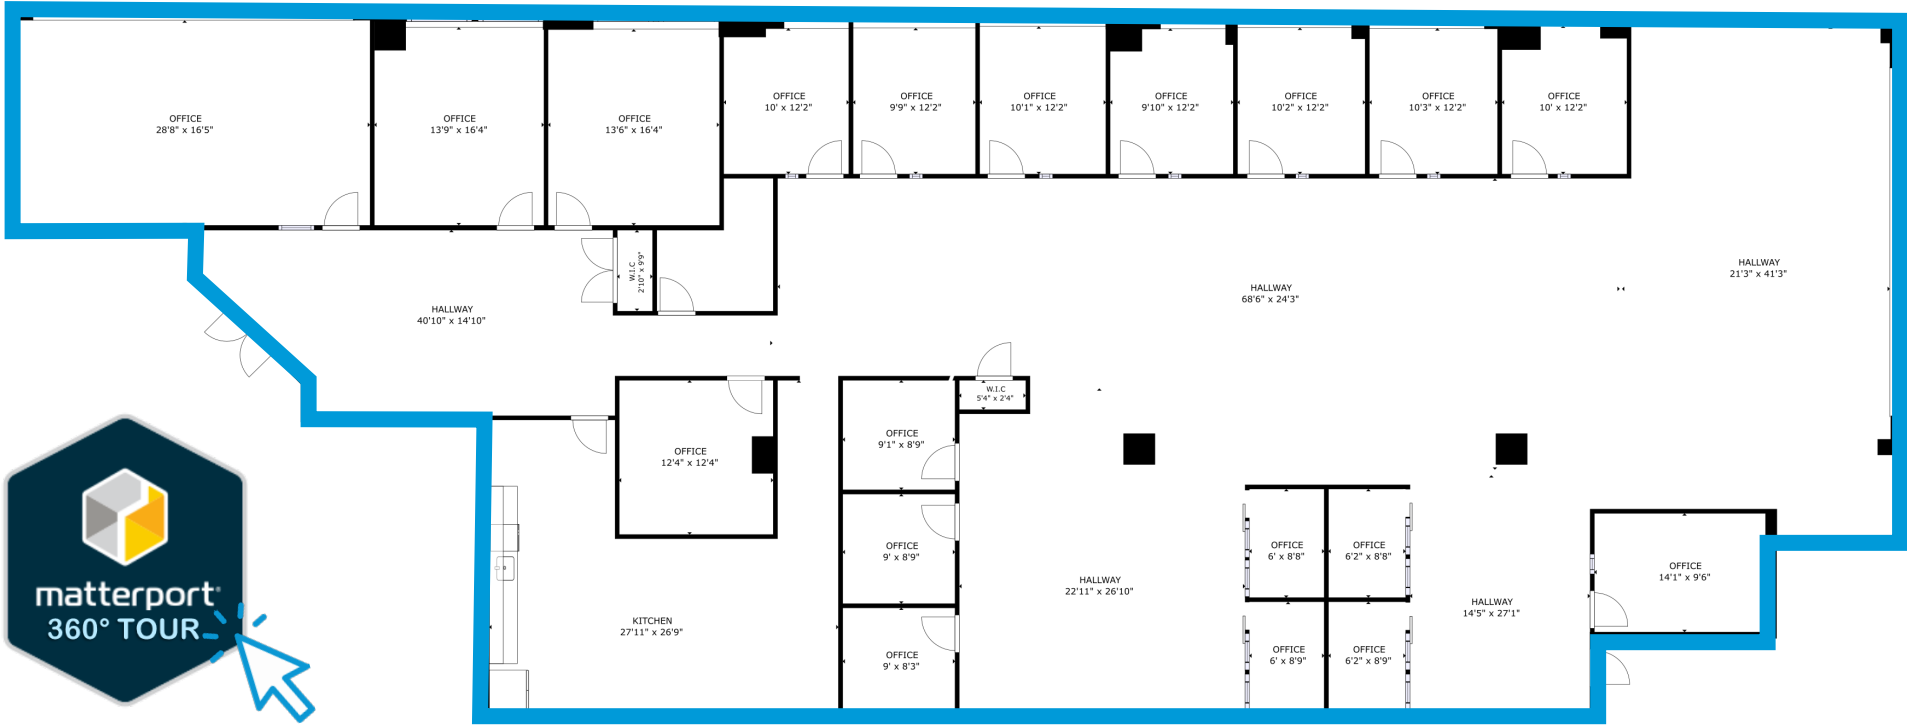 OFFICE
28'8" x 16'5"
OFFICE
13'9" x 16'4"
OFFICE
13'6" x 16'4"
OFFICE
10' x 12'2"
OFFICE
9'9" x 12'2"
OFFICE
10'1" x 12'2"
OFFICE
9'10" x 12'2"
OFFICE
10'2" x 12'2"
OFFICE
10'3" x 12'2"
OFFICE
10' x 12'2"
W.I.C
2'10" x 9'9"
HALLWAY
40'10" x 14'10"
HALLWAY
68'6" x 24'3"
HALLWAY
21'3" x 41'3"
W.I.C
5'4" x 2'4"
OFFICE
12'4" x 12'4"
OFFICE
9'1" x 8'9"
OFFICE
9' x 8'9"
OFFICE
9' x 8'3"
KITCHEN
27'11" x 26'9"
HALLWAY
22'11" x 26'10"
OFFICE
6' x 8'8"
OFFICE
6'2" x 8'8"
OFFICE
6' x 8'9"
OFFICE
6'2" x 8'9"
HALLWAY
14'5" x 27'1"
OFFICE
14'1" x 9'6"
matterport
360° TOUR